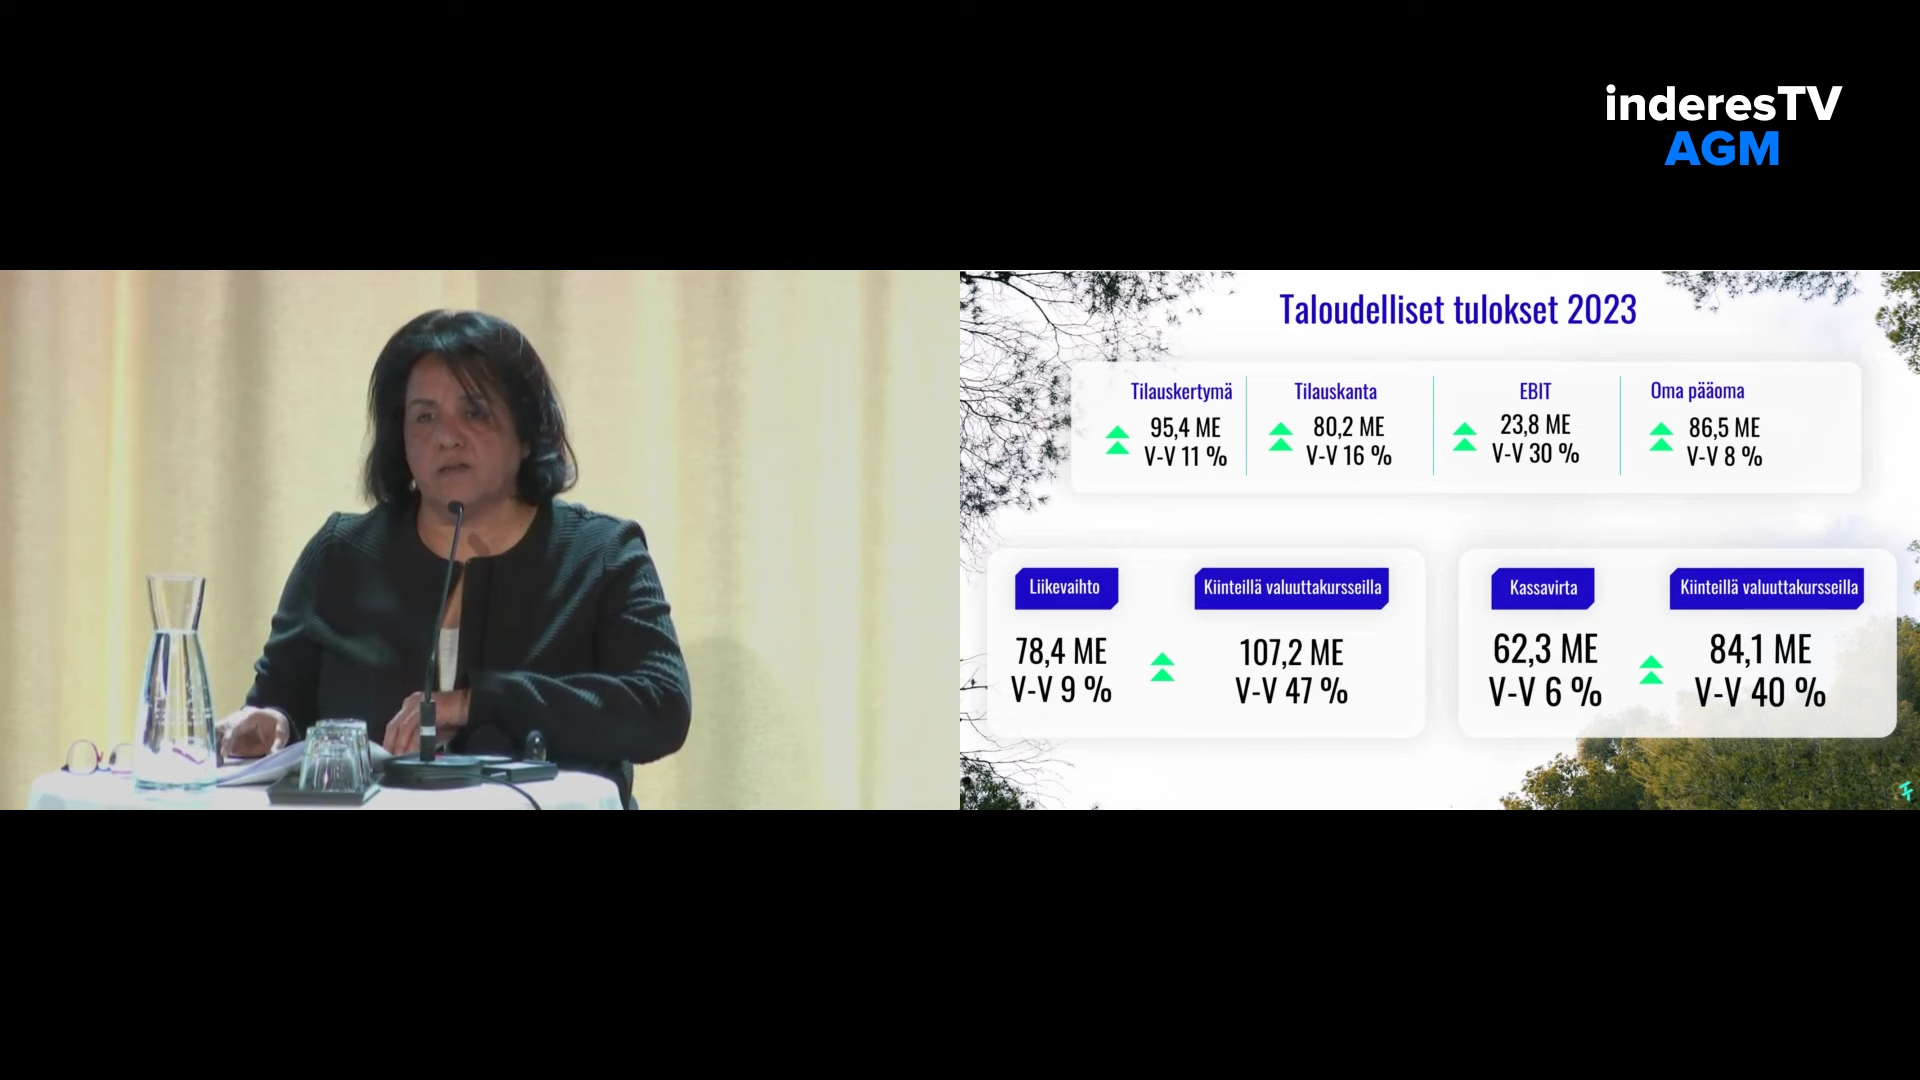 inderesTV
AGM
Taloudelliset tulokset 2023
Tilauskertymä
95,4 ME
V-V 11 %
Tilauskanta
80,2 ME
V-V 16 %
EBIT
23,8 ME
V-V 30 %
Oma pääoma
86,5 ME
V-V 8 %
Liikevaihto
78,4 ME
V-V 9 %
Kiinteillä valuuttakursseilla
107,2 ME
V-V 47 %
Kassavirta
62,3 ME
V-V 6 %
Kiinteillä valuuttakursseilla
84,1 ME
V-V 40 %